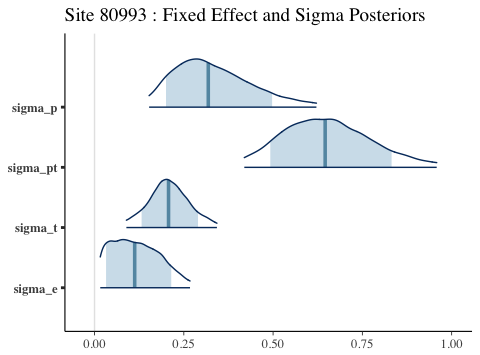 Site 80993 : Fixed Effect and Sigma Posteriors
sigma_p
sigma_pt
sigma_t
sigma_e
0.00 0.25 0.50 0.75 1.00